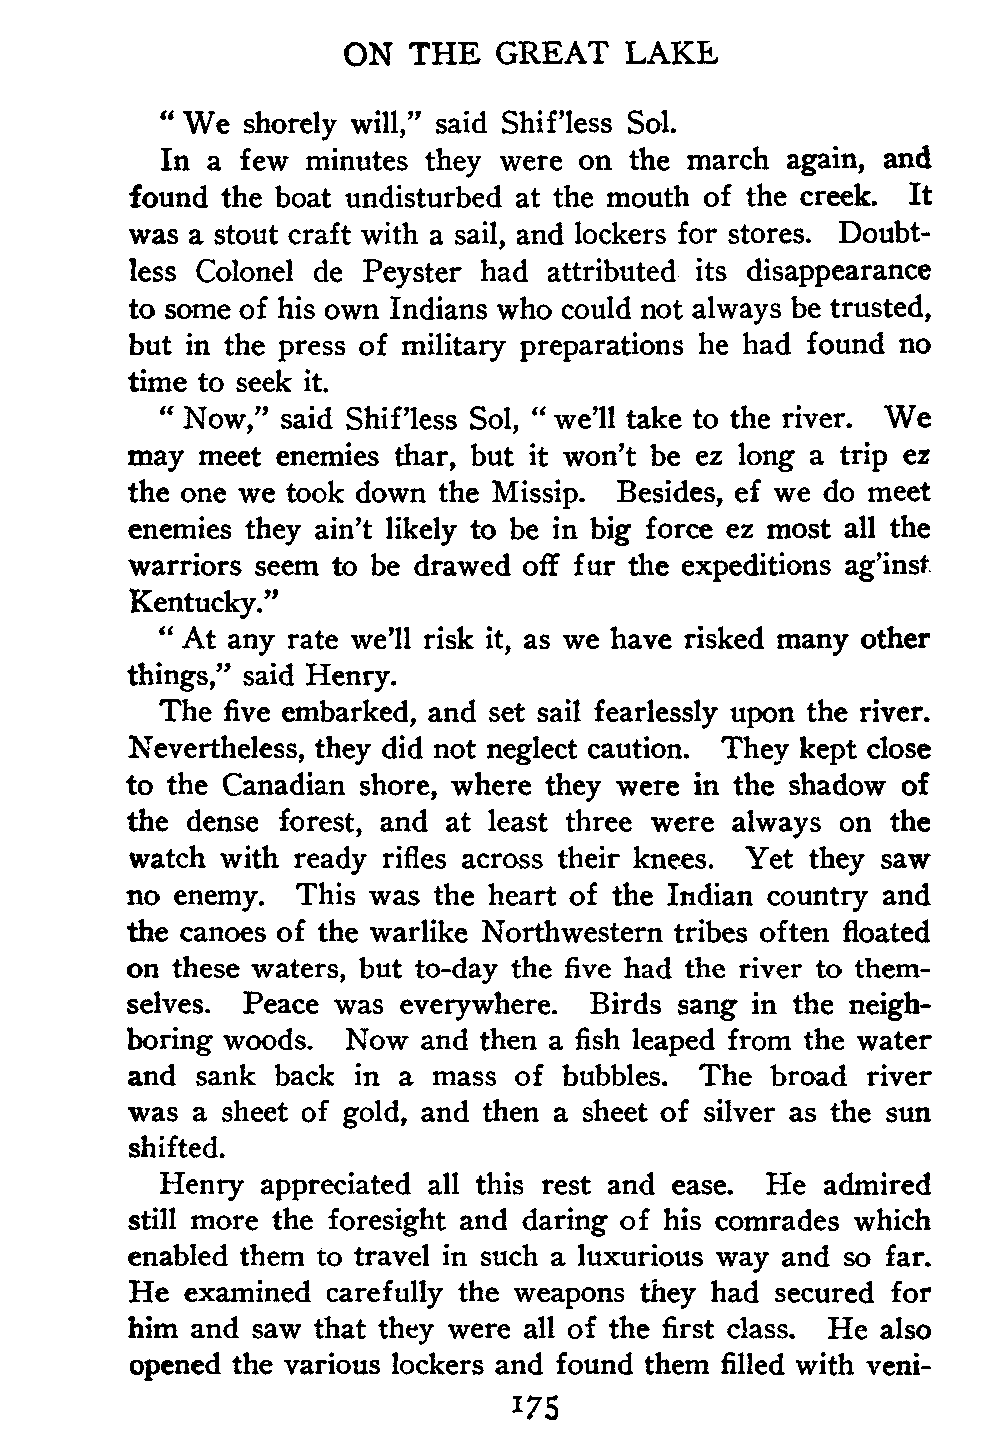 ON THE GREAT LAKE
" We shorely will," said Shif'less Sol.
In a few minutes they were on the march again, and
found the boat undisturbed at the mouth of the creek. It
was a stout craft with a sail, and lockers for stores. Doubt-
less Colonel de Peyster had attributed its disappearance
to some of his own Indians who could not always be trusted,
but in the press of military preparations he had found no
time to seek it.
" Now," said Shif'less Sol, " we'll take to the river. We
may meet enemies thar, but it won't be ez long a trip ez
the one we took down the Missip. Besides, ef we do meet
enemies they ain't likely to be in big force ez most all the
warriors seem to be drawed off fur the expeditions ag'inst
Kentucky."
" At any rate we'll risk it, as we have risked many other
things," said Henry.
The five embarked, and set sail fearlessly upon the river.
Nevertheless, they did not neglect caution. They kept close
to the Canadian shore, where they were in the shadow of
the dense forest, and at least three were always on the
watch with ready rifles across their knees. Yet they saw
no enemy. This was the heart of the Indian country and
the canoes of the warlike Northwestern tribes often floated
on these waters, but to-day the five had the river to them-
selves. Peace was everywhere. Birds sang in the neigh-
boring woods. Now and then a fish leaped from the water
and sank back in a mass of bubbles. The broad river
was a sheet of gold, and then a sheet of silver as the sun
shifted.
Henry appreciated all this rest and ease. He admired
still more the foresight and daring of his comrades which
enabled them to travel in such a luxurious way and so far.
He examined carefully the weapons they had secured for
him and saw that they were all of the first class. He also
opened the various lockers and found them filled with veni-
175